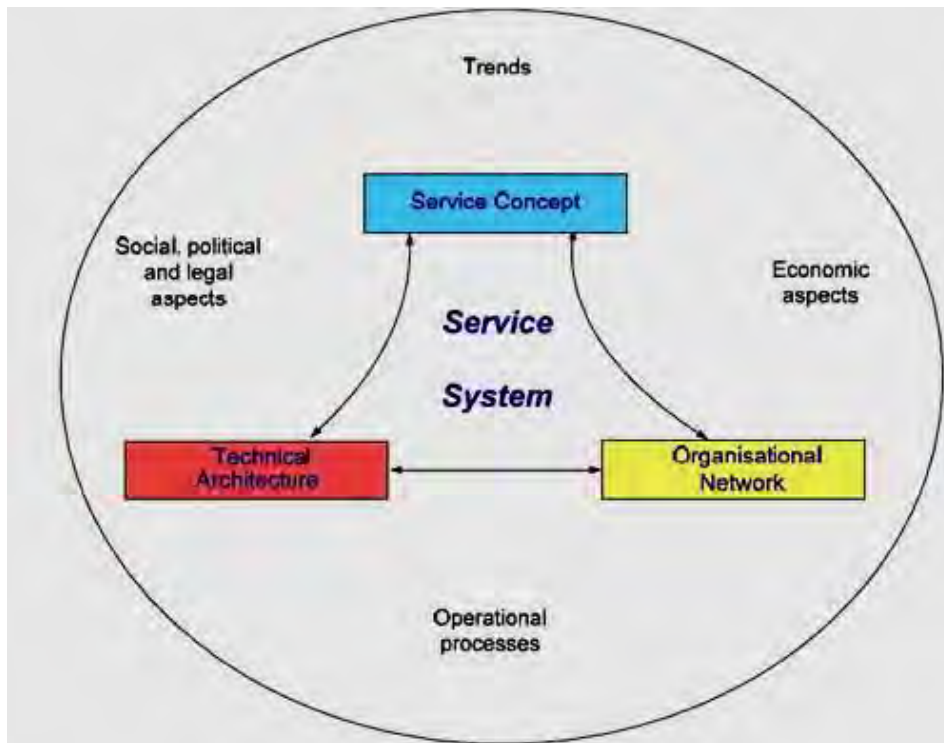 Trends
Service Concept
Social, political
and legal
aspects
Economic
aspects
Service
System
Technical
Architecture
Organisational
Network
Operational
processes